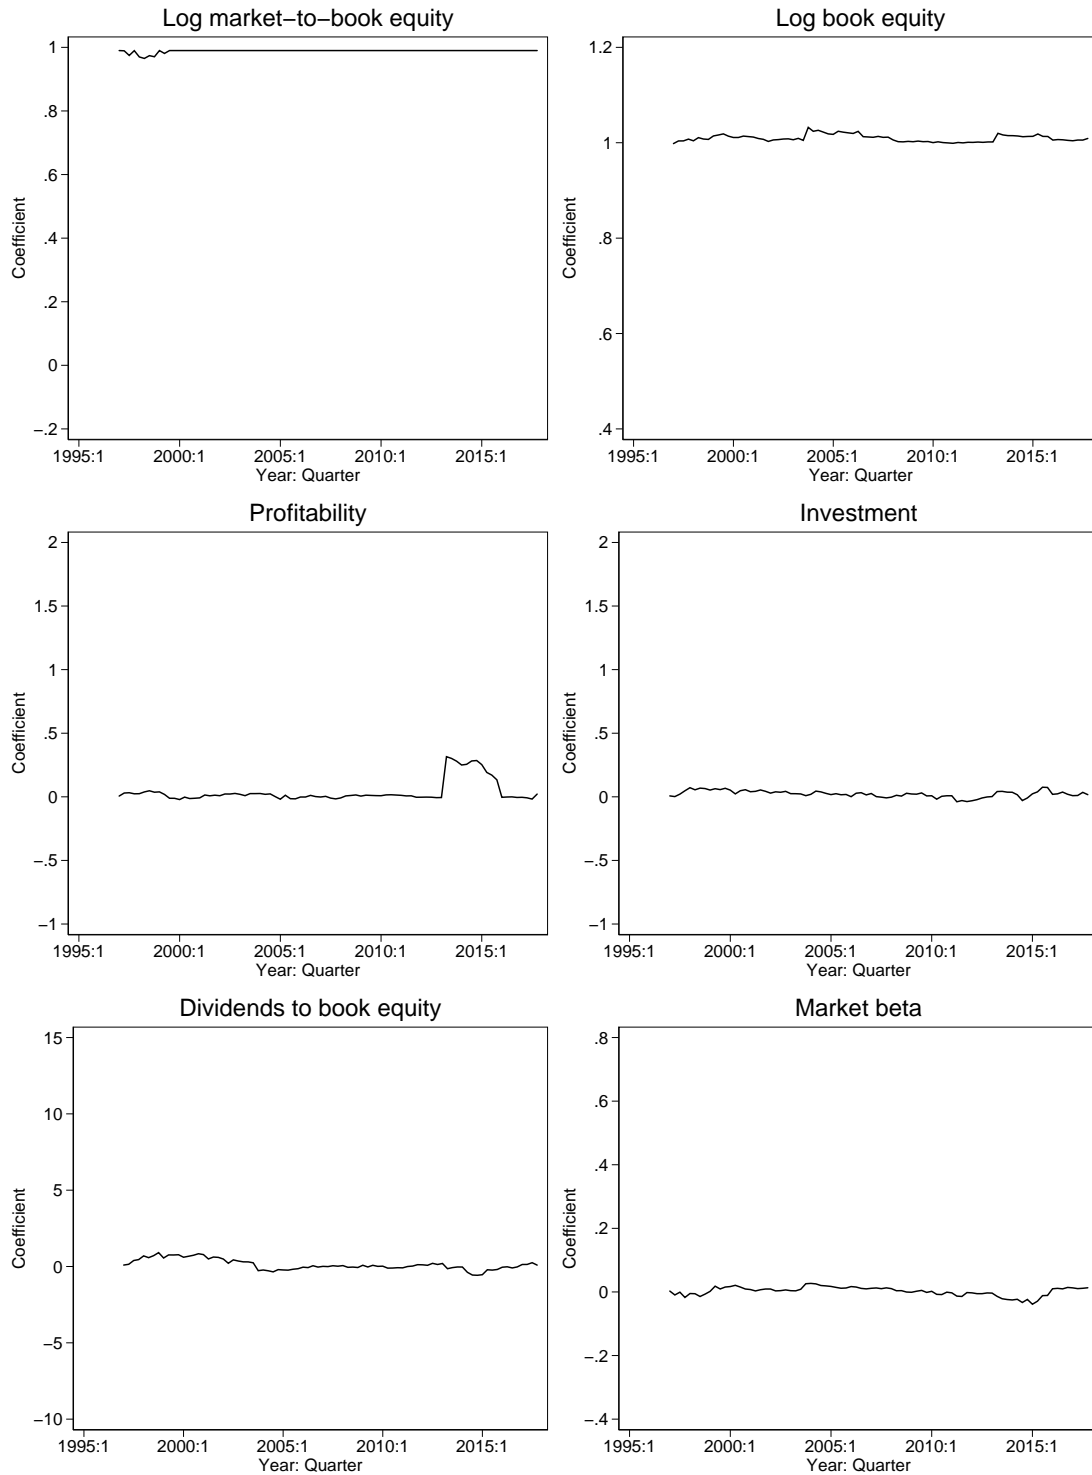 Log market−to−book equity
Log book equity
1
.8
.6
.4
.2
0
−.2
Coefficient
1995:1 2000:1 2005:1 2010:1 2015:1
Year: Quarter
1.2
1
.8
.6
.4
Coefficient
1995:1 2000:1 2005:1 2010:1 2015:1
Year: Quarter
Profitability
Investment
2
1.5
1
.5
0
−.5
−1
Coefficient
1995:1 2000:1 2005:1 2010:1 2015:1
Year: Quarter
2
1.5
1
.5
0
−.5
−1
Coefficient
1995:1 2000:1 2005:1 2010:1 2015:1
Year: Quarter
Dividends to book equity
Market beta
15
10
5
0
−5
−10
Coefficient
1995:1 2000:1 2005:1 2010:1 2015:1
Year: Quarter
.8
.6
.4
.2
0
−.2
−.4
Coefficient
1995:1 2000:1 2005:1 2010:1 2015:1
Year: Quarter